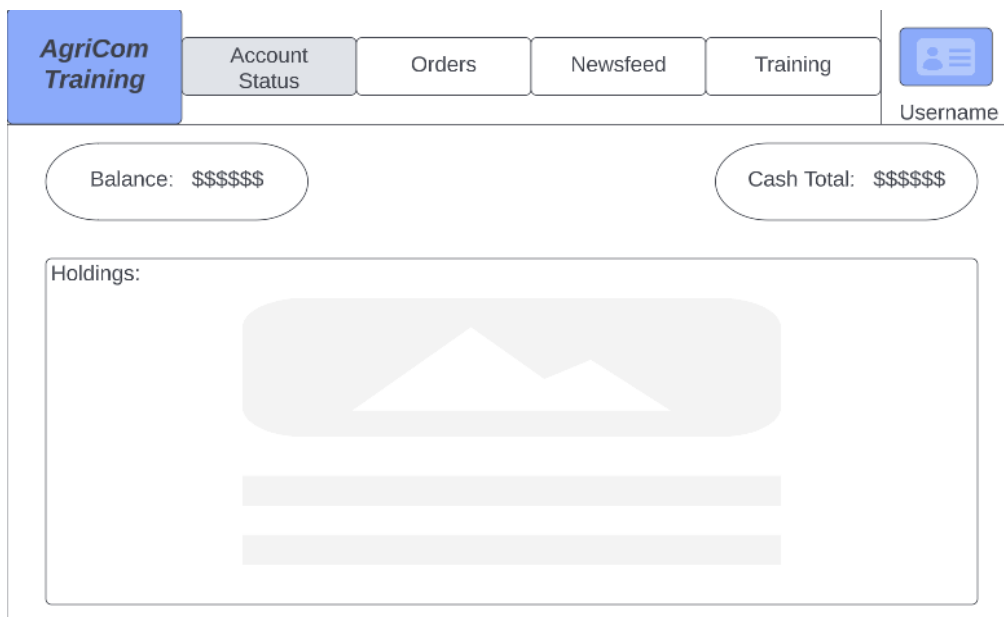 AgriCom
Training
Account
Status
Orders
Newsfeed
Training
Username
Balance: $$$$$$
Cash Total: $$$$$$
Holdings: